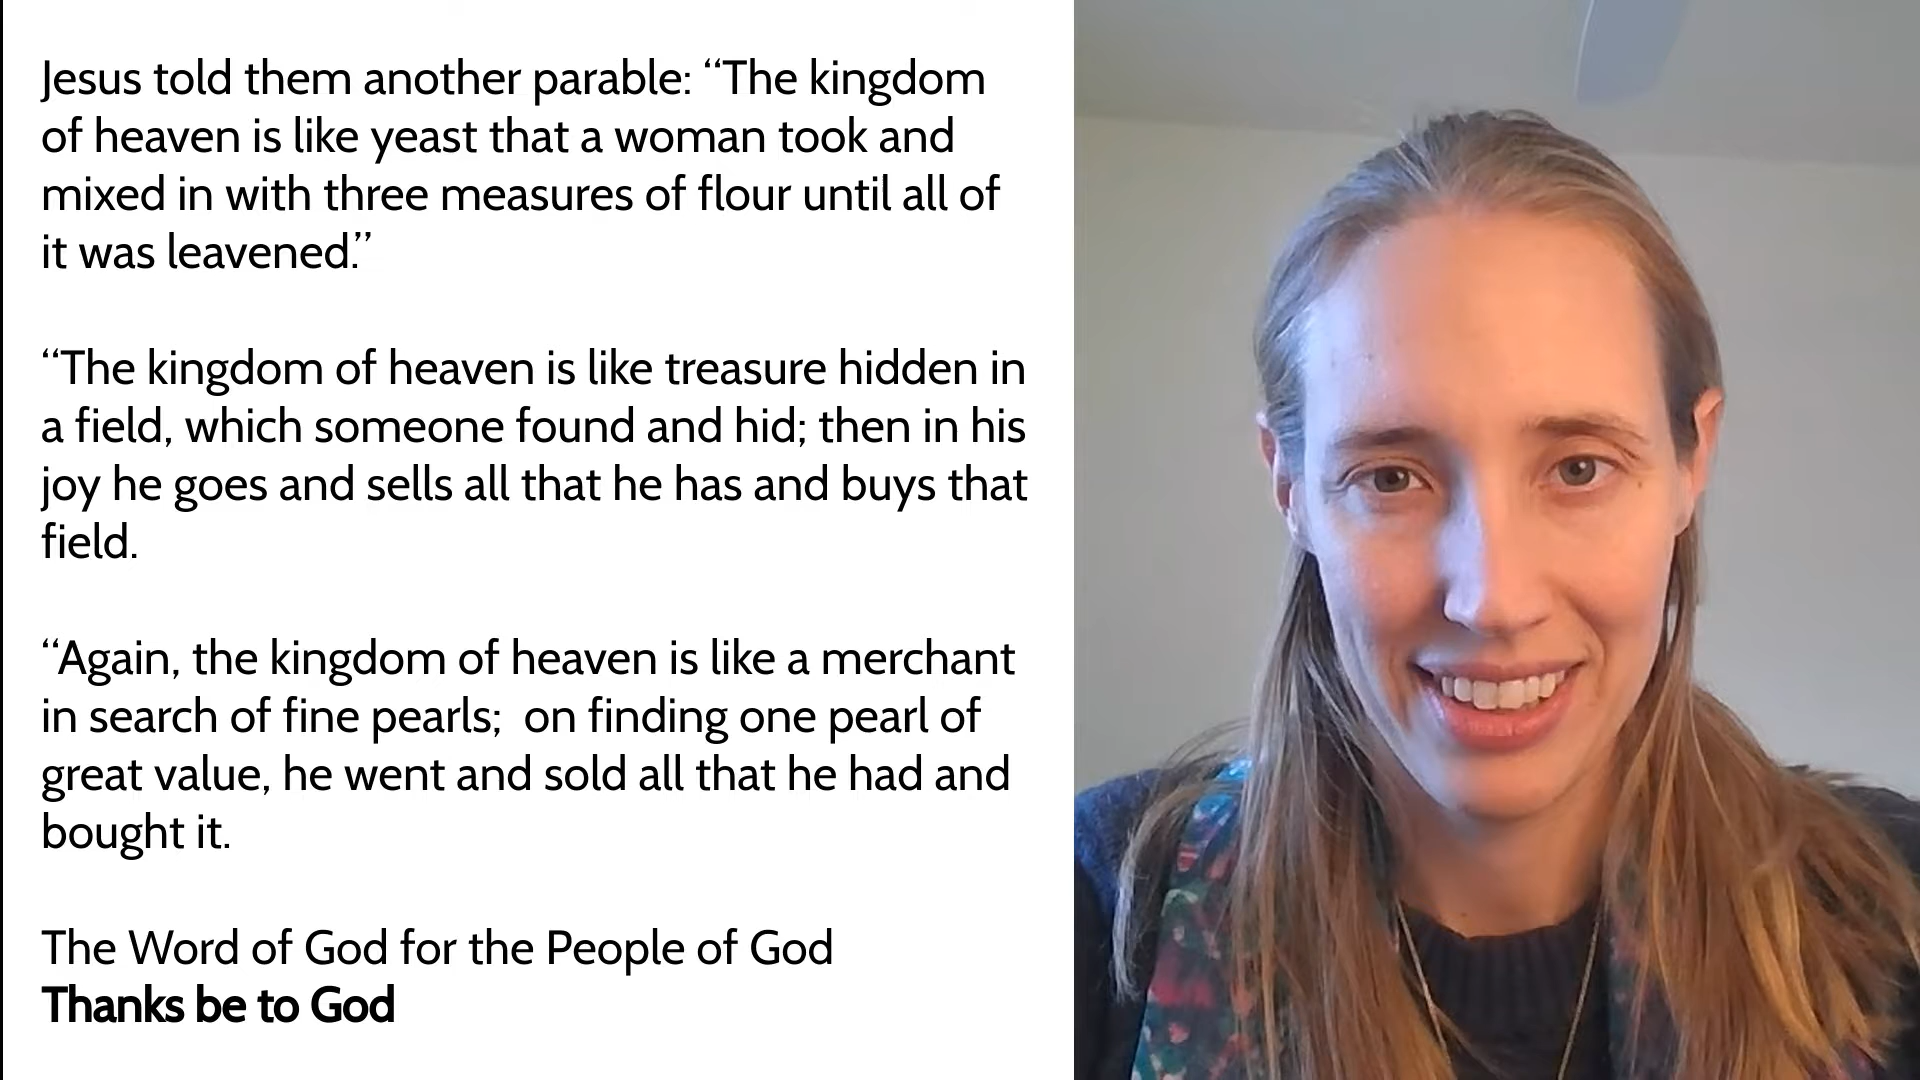 Jesus told them another parable: “The kingdom
of heaven is like yeast that a woman took and
mixed in with three measures of flour until all of
it was leavened.”
“The kingdom of heaven is like treasure hidden in
a field, which someone found and hid; then in his
joy he goes and sells all that he has and buys that
field.
“Again, the kingdom of heaven is like a merchant
in search of fine pearls;  on finding one pearl of
great value, he went and sold all that he had and
bought it.
The Word of God for the People of God
Thanks be to God